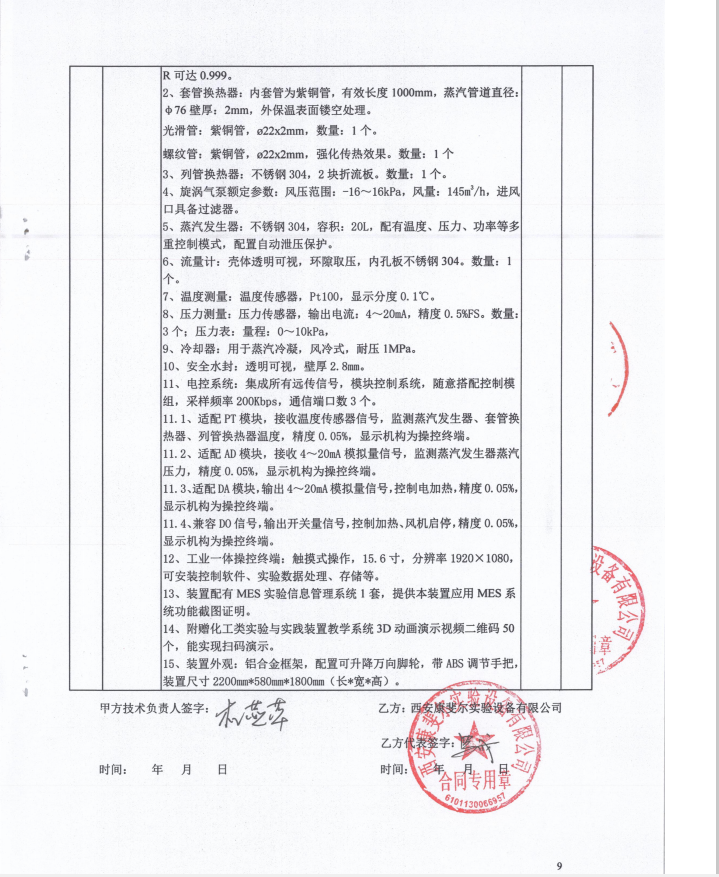 R 可达 0.999。
2、套管换热器：内套管为紫铜管，有效长度 1000mm，蒸汽管道直径：
φ76 壁厚：2mm，外保温表面镂空处理。
光滑管：紫铜管，ø22x2mm，数量：1 个。
螺纹管：紫铜管，ø22x2mm，强化传热效果。数量：1 个
3、列管换热器：不锈钢 304，2 块折流板。数量：1 个。
4、旋涡气泵额定参数：风压范围：-16～16kPa，风量：145m³/h，进风
口具备过滤器。
5、蒸汽发生器：不锈钢 304，容积：20L，配有温度、压力、功率等多
重控制模式，配置自动泄压保护。
6、流量计：壳体透明可视，环隙取压，内孔板不锈钢 304。数量：1
个。
7、温度测量：温度传感器，Pt100，显示分度 0.1℃。
8、压力测量：压力传感器，输出电流：4～20mA，精度 0.5%FS。数量：
3 个；压力表：量程：0～10kPa，
9、冷却器：用于蒸汽冷凝，风冷式，耐压 1MPa。
10、安全水封：透明可视，壁厚 2.8mm。
11、电控系统：集成所有远传信号，模块控制系统，随意搭配控制模
组，采样频率 200Kbps，通信端口数 3 个。
11.1、适配 PT 模块，接收温度传感器信号，监测蒸汽发生器、套管换
热器、列管换热器温度，精度 0.05%，显示机构为操控终端。
11.2、适配 AD 模块，接收 4～20mA 模拟量信号，监测蒸汽发生器蒸汽
压力，精度 0.05%，显示机构为操控终端。
11.3、适配 DA 模块，输出 4～20mA 模拟量信号，控制电加热，精度 0.05%，
显示机构为操控终端。
11.4、兼容 DO 信号，输出开关量信号，控制加热、风机启停，精度 0.05%，
显示机构为操控终端。
12、工业一体操控终端：触摸式操作，15.6 寸，分辨率 1920×1080，
可安装控制软件、实验数据处理、存储等。
13、装置配有 MES 实验信息管理系统 1 套，提供本装置应用 MES 系
统功能截图证明。
14、附赠化工类实验与实践装置教学系统 3D 动画演示视频二维码 50
个，能实现扫码演示。
15、装置外观：铝合金框架，配置可升降万向脚轮，带 ABS 调节手把，
装置尺寸 2200mm*580mm*1800mm（长*宽*高）。
设备有限公司
甲方技术负责人签字：
乙方：西安康斐尔实验设备有限公司
乙方代表签字：
时间： 年 月 日
时间： 年 月 日
西安康斐尔实验设备有限公司
合同专用章
6101130066957
9